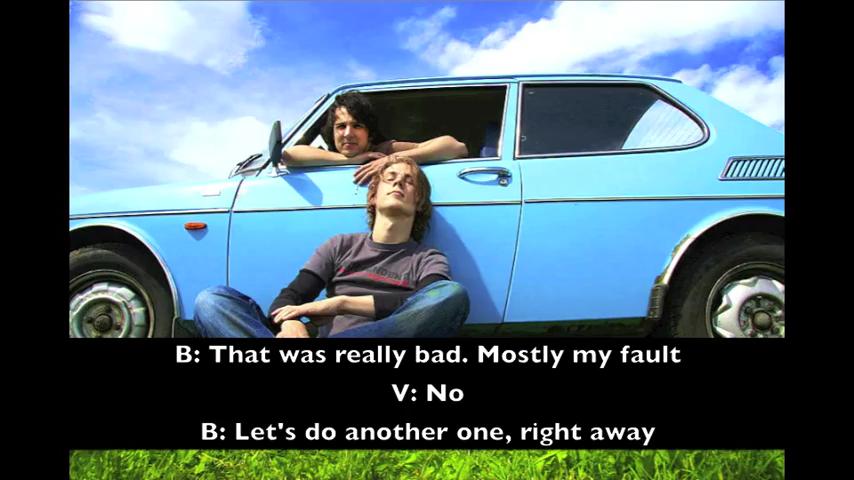 B: That was really bad. Mostly my fault
V: No
B: Let's do another one, right away